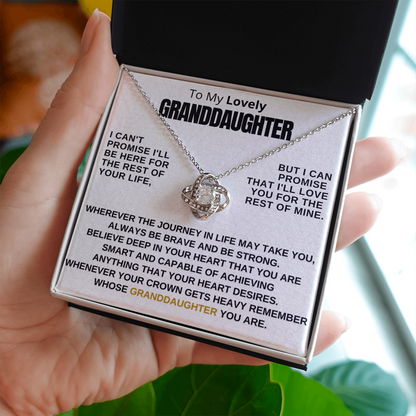 To My Lovely
GRANDDAUGHTER
I CAN'T
PROMISE I'LL
BE HERE FOR
THE REST OF
YOUR LIFE,
BUT I CAN
PROMISE
THAT I'LL LOVE
YOU FOR THE
REST OF MINE.
WHEREVER THE JOURNEY IN LIFE MAY TAKE YOU,
ALWAYS BE BRAVE AND BE STRONG.
BELIEVE DEEP IN YOUR HEART THAT YOU ARE
SMART AND CAPABLE OF ACHIEVING
ANYTHING THAT YOUR HEART DESIRES.
WHENEVER YOUR CROWN GETS HEAVY REMEMBER
WHOSE GRANDDAUGHTER YOU ARE.